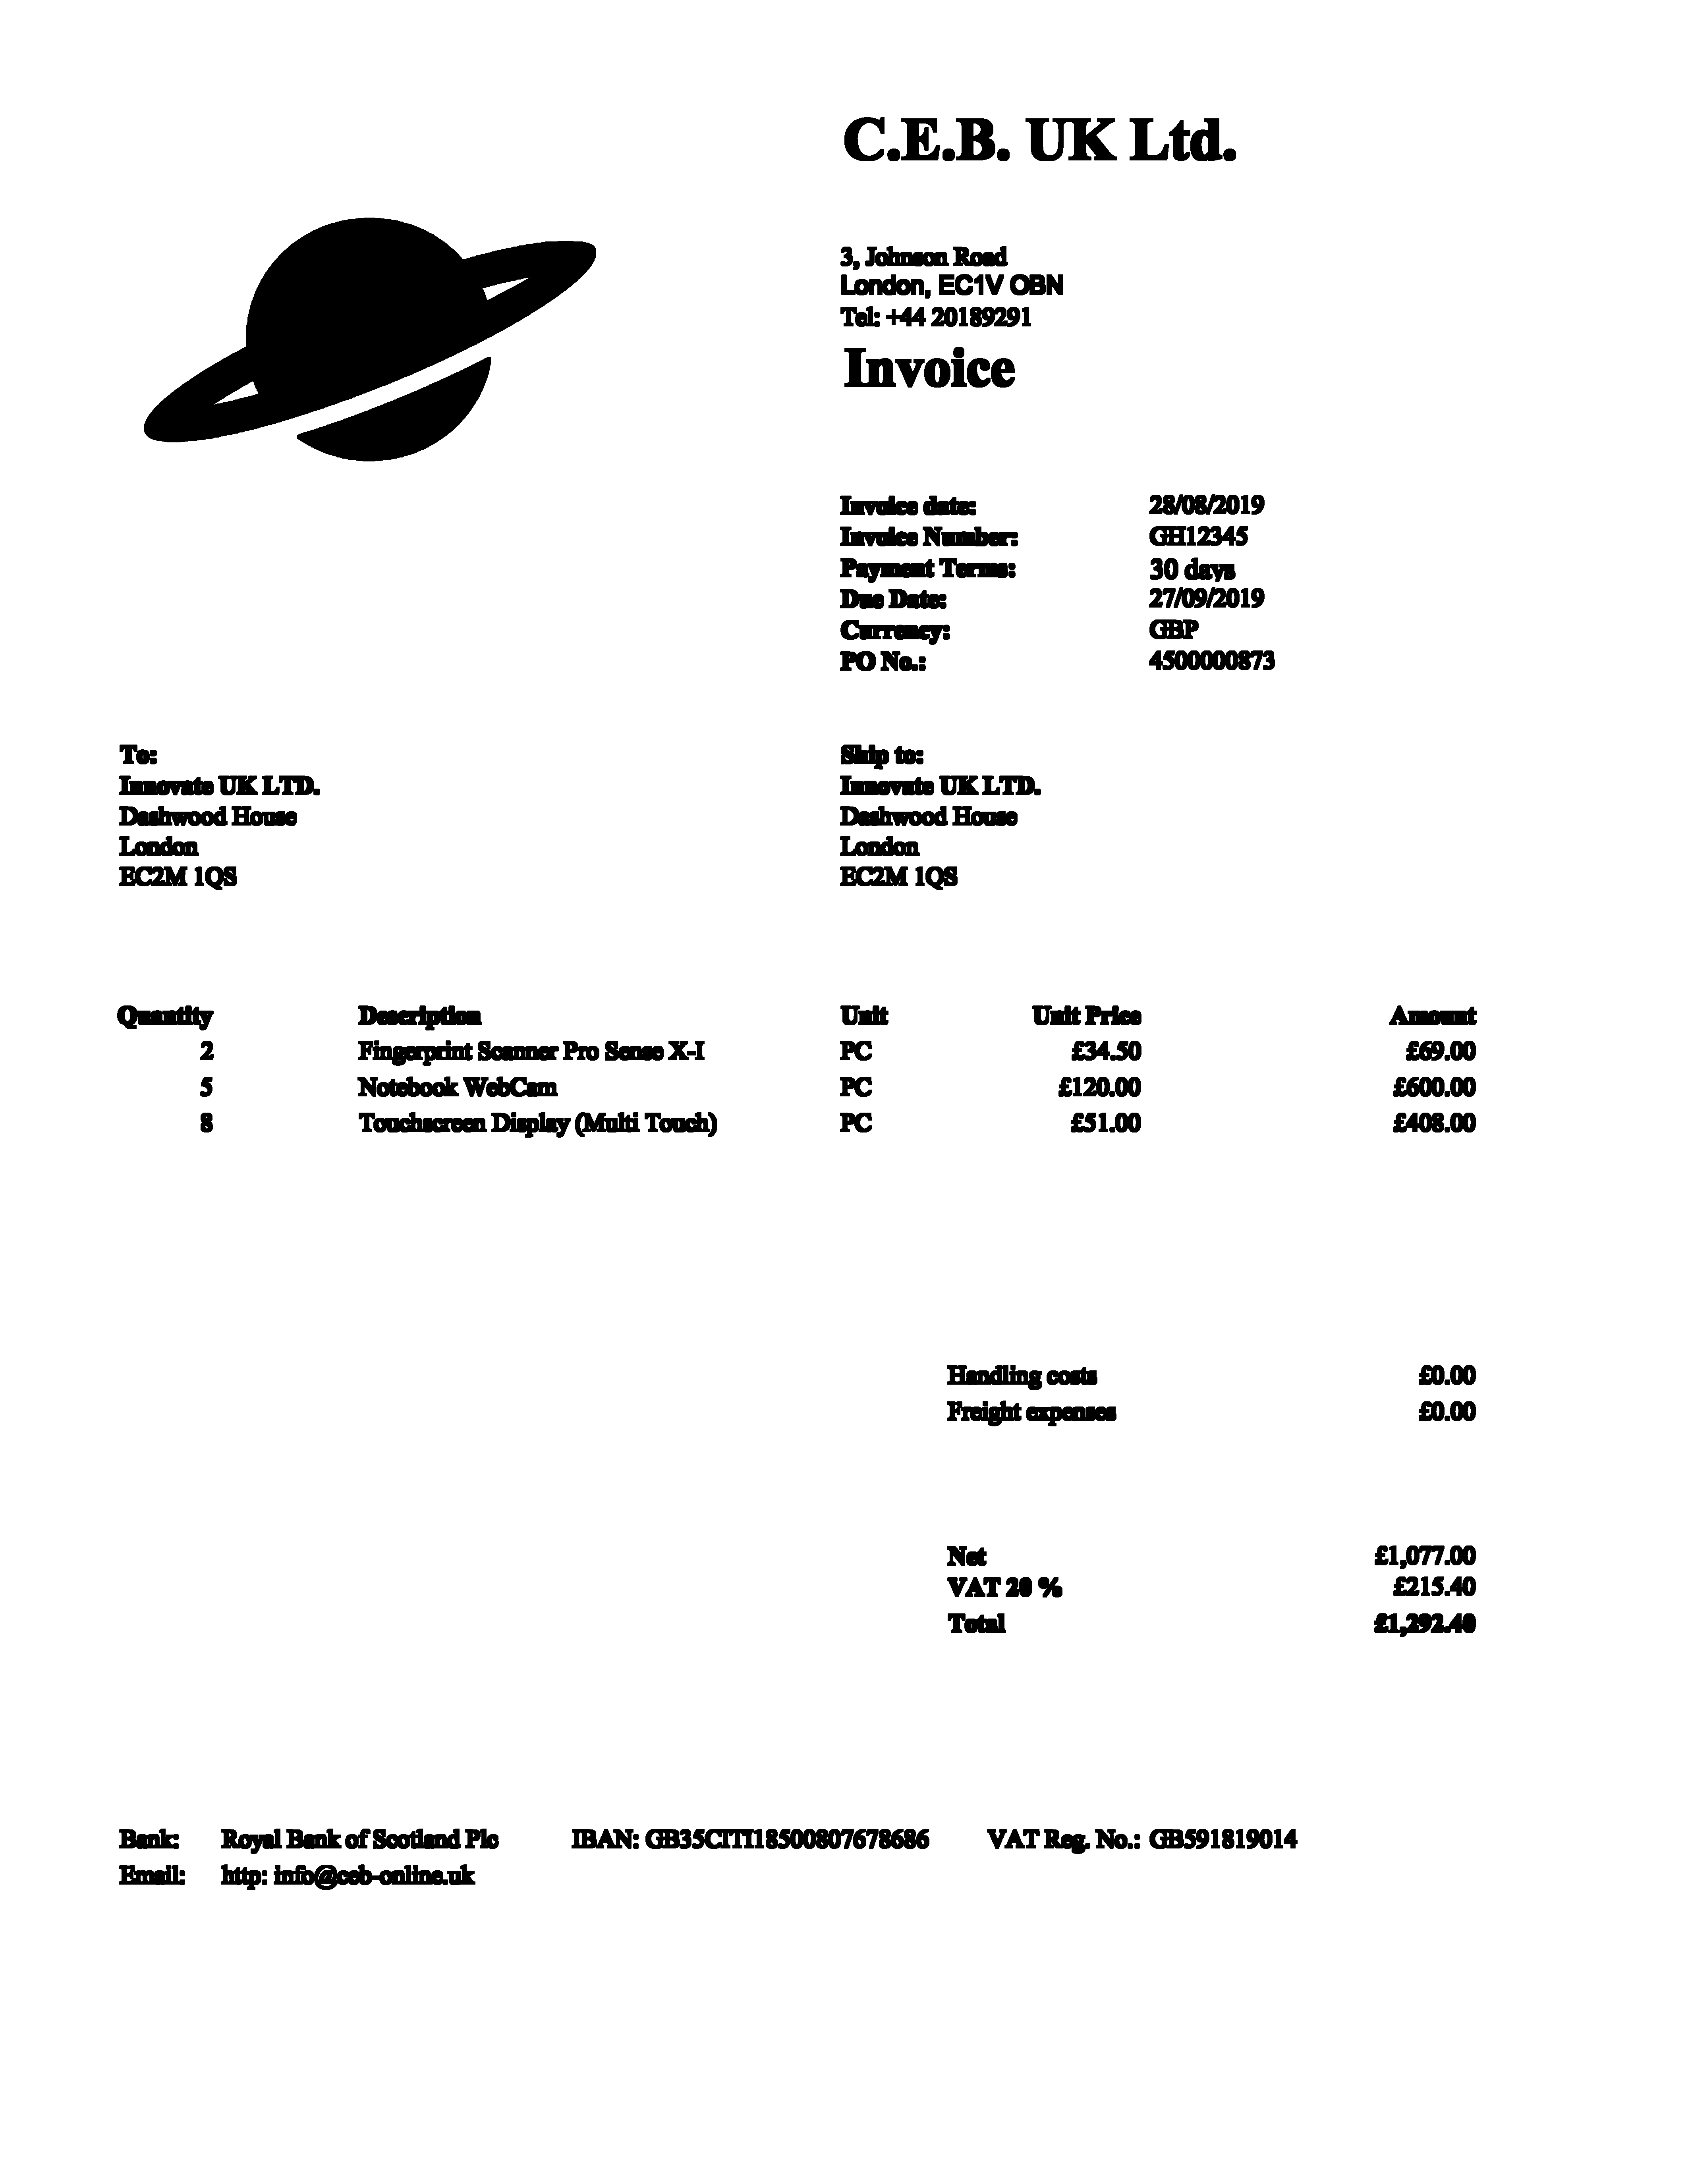 C.E.B. UK Ltd.
3, Johnson Road
London, EC1V OBN
Tel: +44 20189291
Invoice
Invoice date: 28/08/2019
Invoice Number: GH12345
Payment Terms: 30 days
Due Date: 27/09/2019
Currency: GBP
PO No.: 4500000873
To:
Innovate UK LTD.
Dashwood House
London
EC2M 1QS
Ship to:
Innovate UK LTD.
Dashwood House
London
EC2M 1QS
Quantity Description Unit Unit Price Amount
2 Fingerprint Scanner Pro Sense X-I PC £34.50 £69.00
5 Notebook WebCam PC £120.00 £600.00
8 Touchscreen Display (Multi Touch) PC £51.00 £408.00
Handling costs £0.00
Freight expenses £0.00
Net £1,077.00
VAT 20 % £215.40
Total £1,292.40
Bank: Royal Bank of Scotland Plc IBAN: GB35CITI18500807678686 VAT Reg. No.: GB591819014
Email: http: info@ceb-online.uk